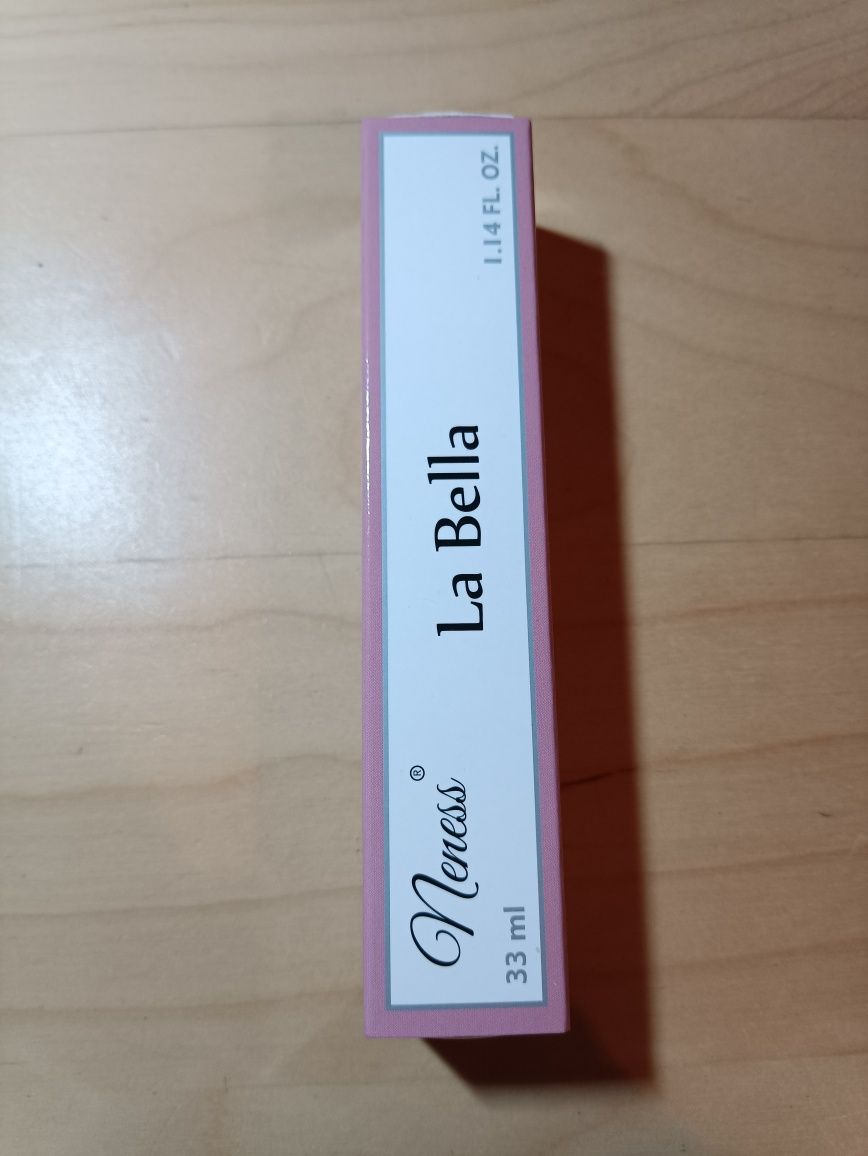 Neness®
La Bella
33 ml
1.14 FL. OZ.